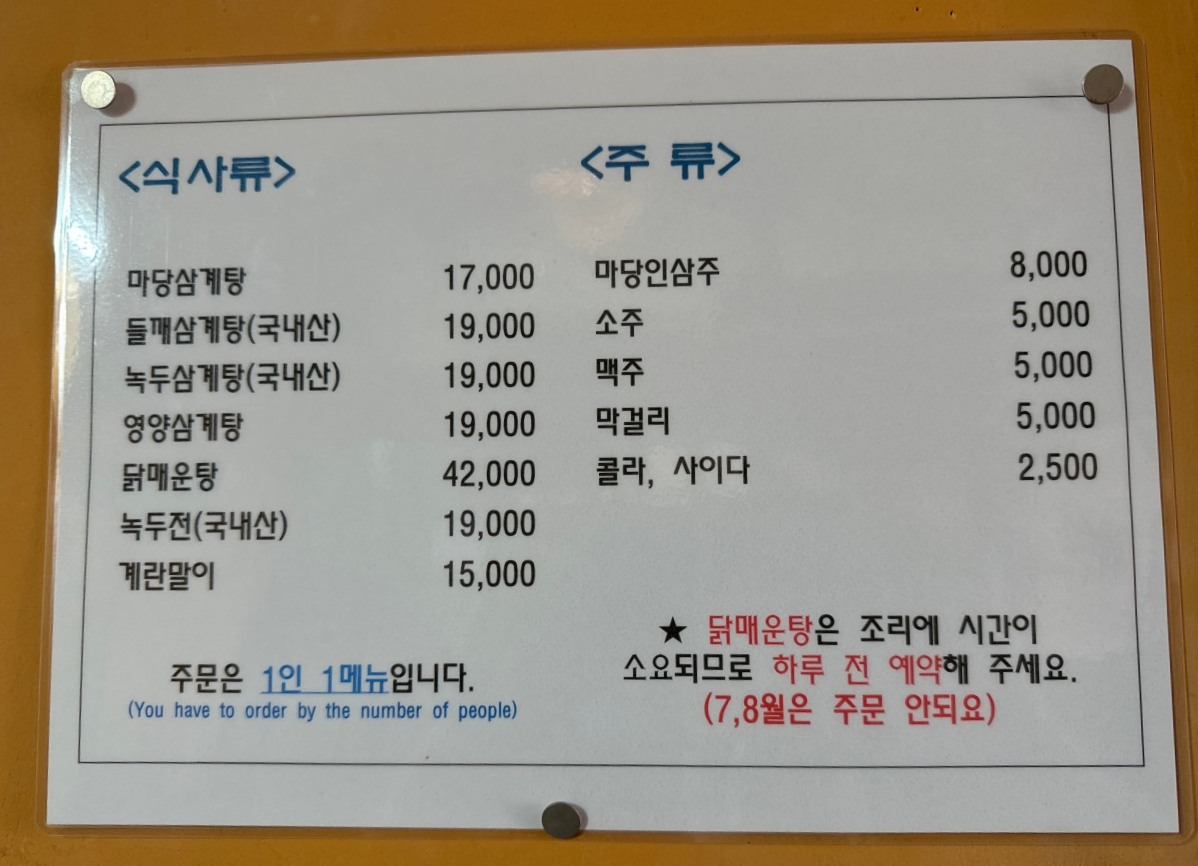 <식사류>
마당삼계탕 17,000
들깨삼계탕(국내산) 19,000
녹두삼계탕(국내산) 19,000
영양삼계탕 19,000
닭매운탕 42,000
녹두전(국내산) 19,000
계란말이 15,000
주문은 1인 1메뉴입니다.
(You have to order by the number of people)
<주 류>
마당인삼주 8,000
소주 5,000
맥주 5,000
막걸리 5,000
콜라, 사이다 2,500
★ 닭매운탕은 조리에 시간이
소요되므로 하루 전 예약해 주세요.
(7,8월은 주문 안되요)